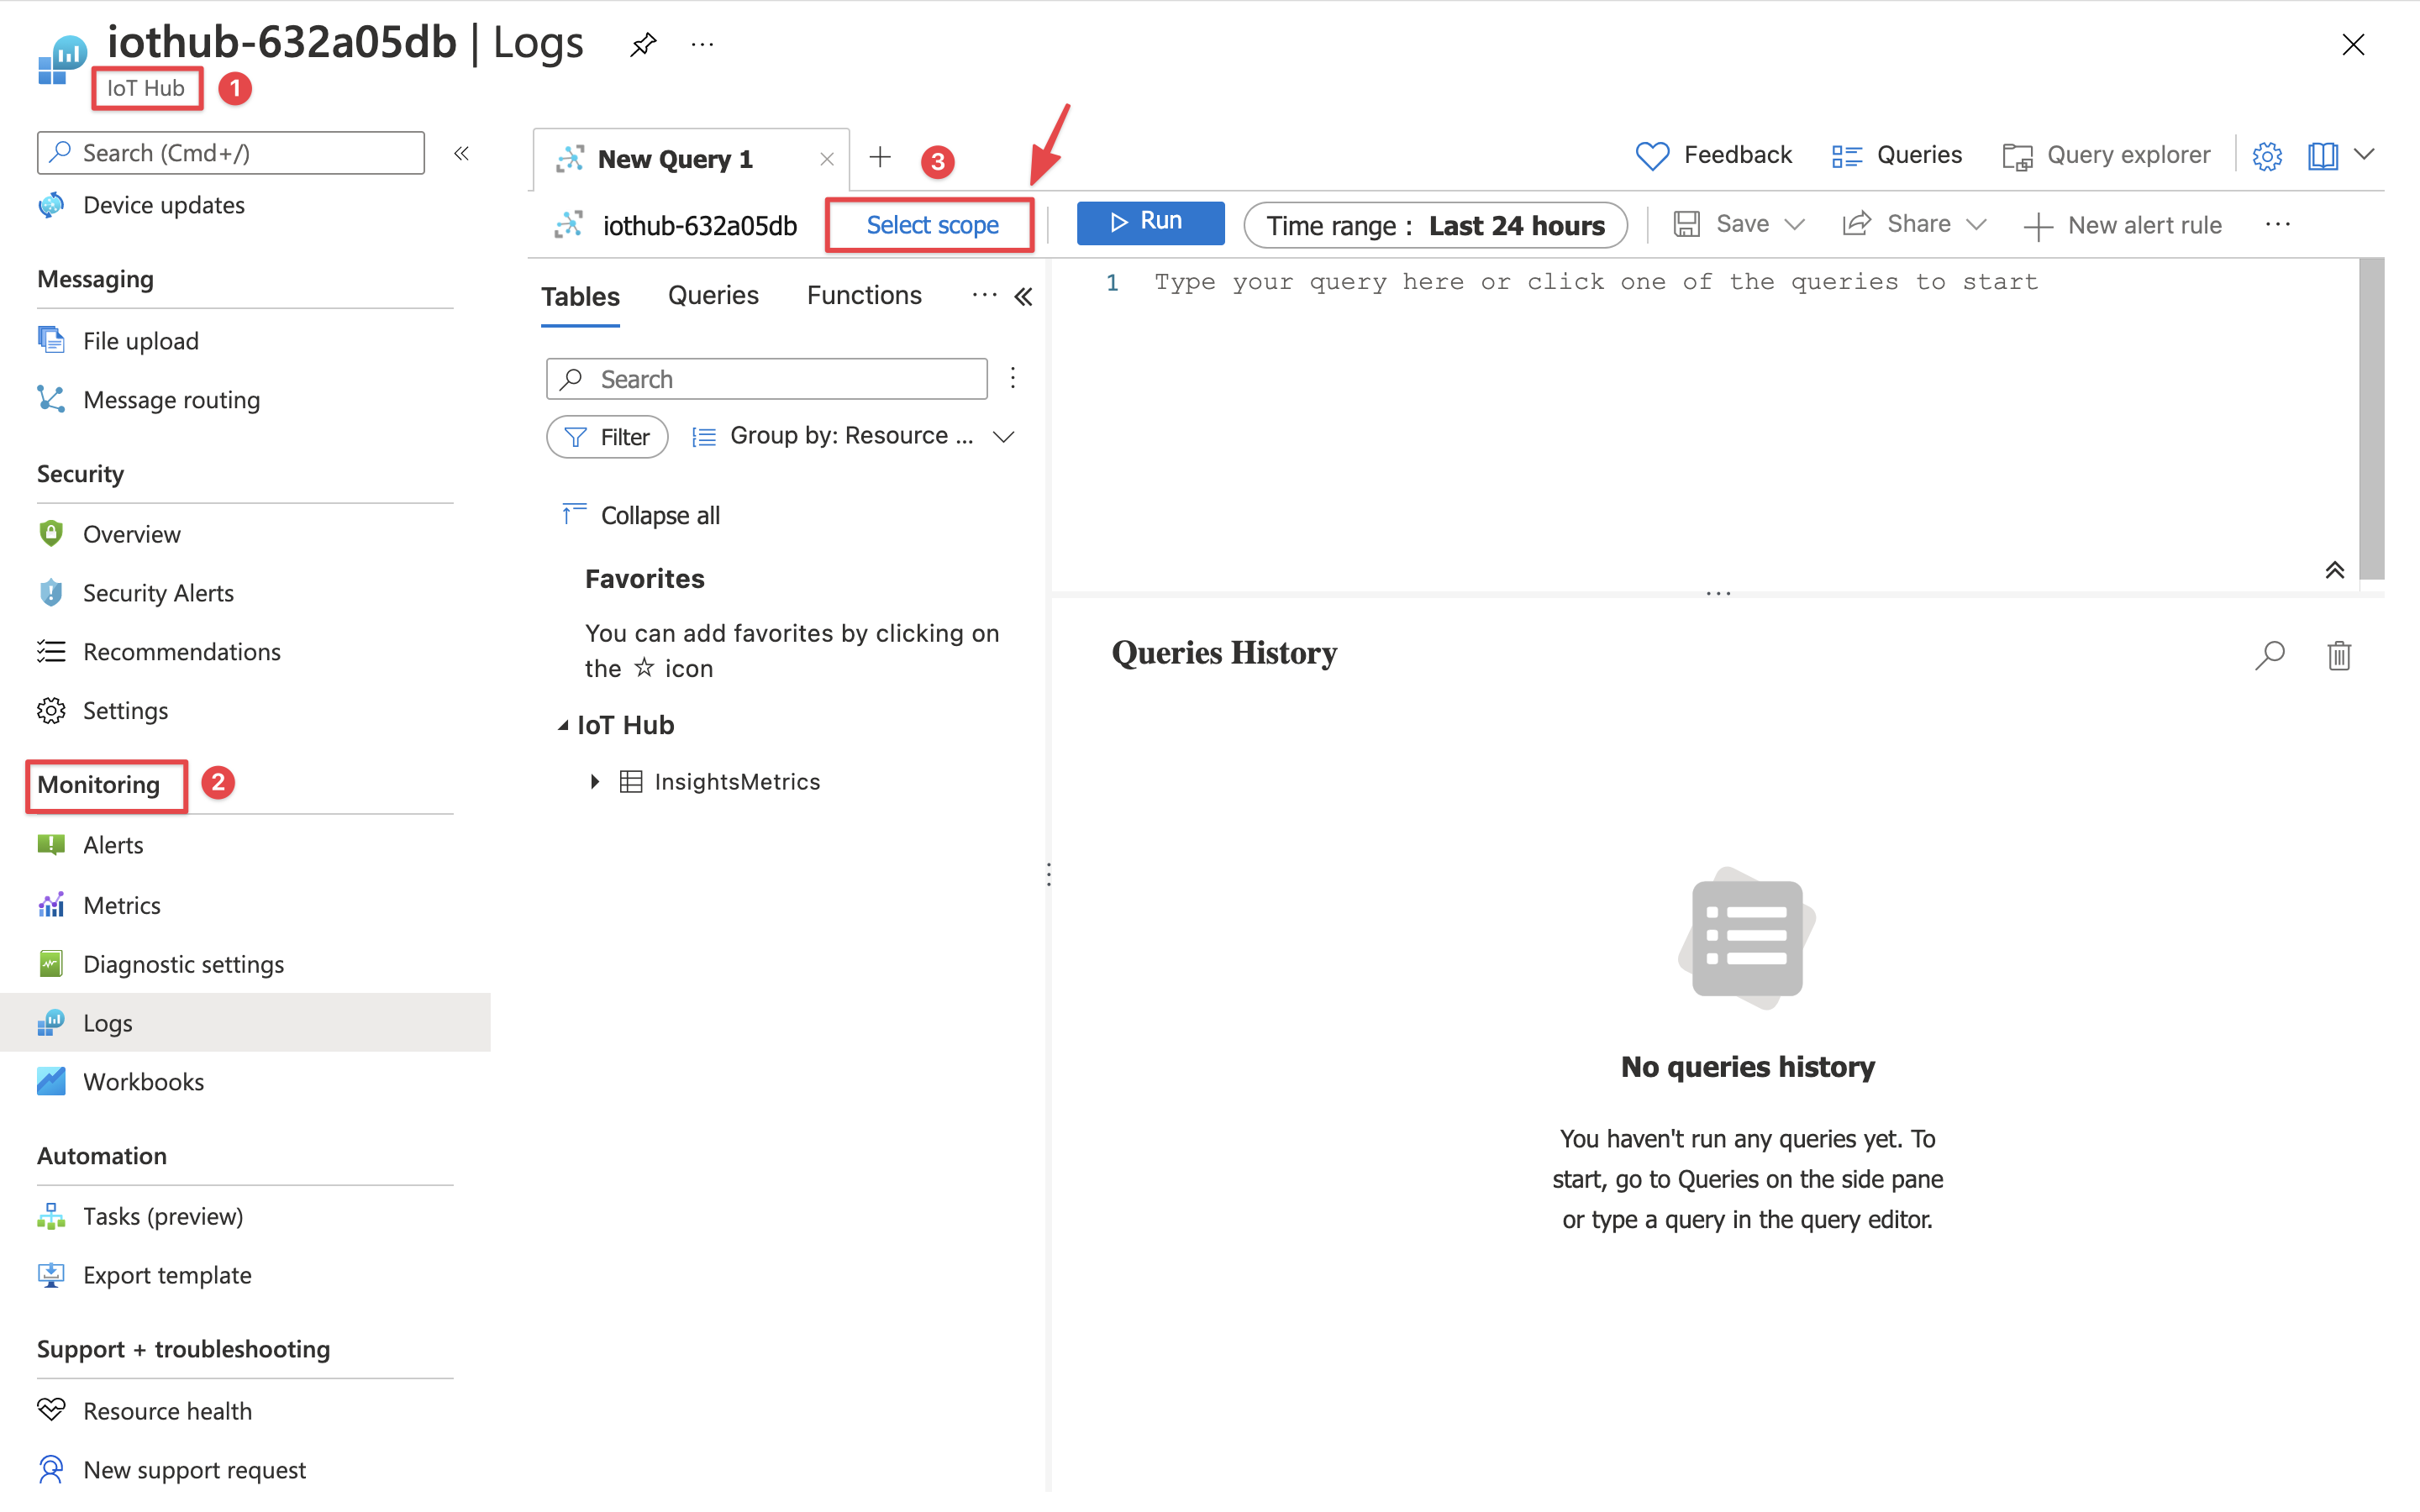 iothub-632a05db | Logs
IoT Hub
1
Search (Cmd+/)
Device updates
Messaging
File upload
Message routing
Security
Overview
Security Alerts
Recommendations
Settings
Monitoring
2
Alerts
Metrics
Diagnostic settings
Logs
Workbooks
Automation
Tasks (preview)
Export template
Support + troubleshooting
Resource health
New support request
New Query 1
3
Feedback
Queries
Query explorer
iothub-632a05db
Select scope
Run
Time range : Last 24 hours
Save
Share
New alert rule
Tables
Queries
Functions
Search
Filter
Group by: Resource ...
Collapse all
Favorites
You can add favorites by clicking on
the ☆ icon
IoT Hub
InsightsMetrics
1 Type your query here or click one of the queries to start
Queries History
No queries history
You haven't run any queries yet. To
start, go to Queries on the side pane
or type a query in the query editor.